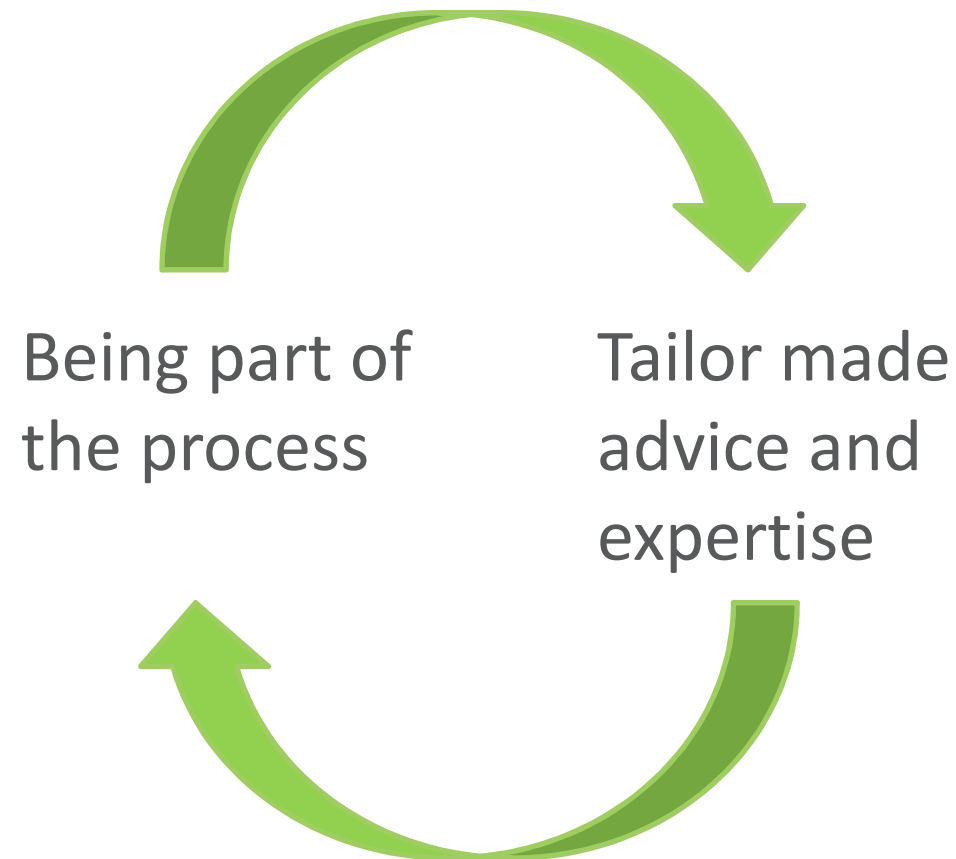 Being part of
the process
Tailor made
advice and
expertise